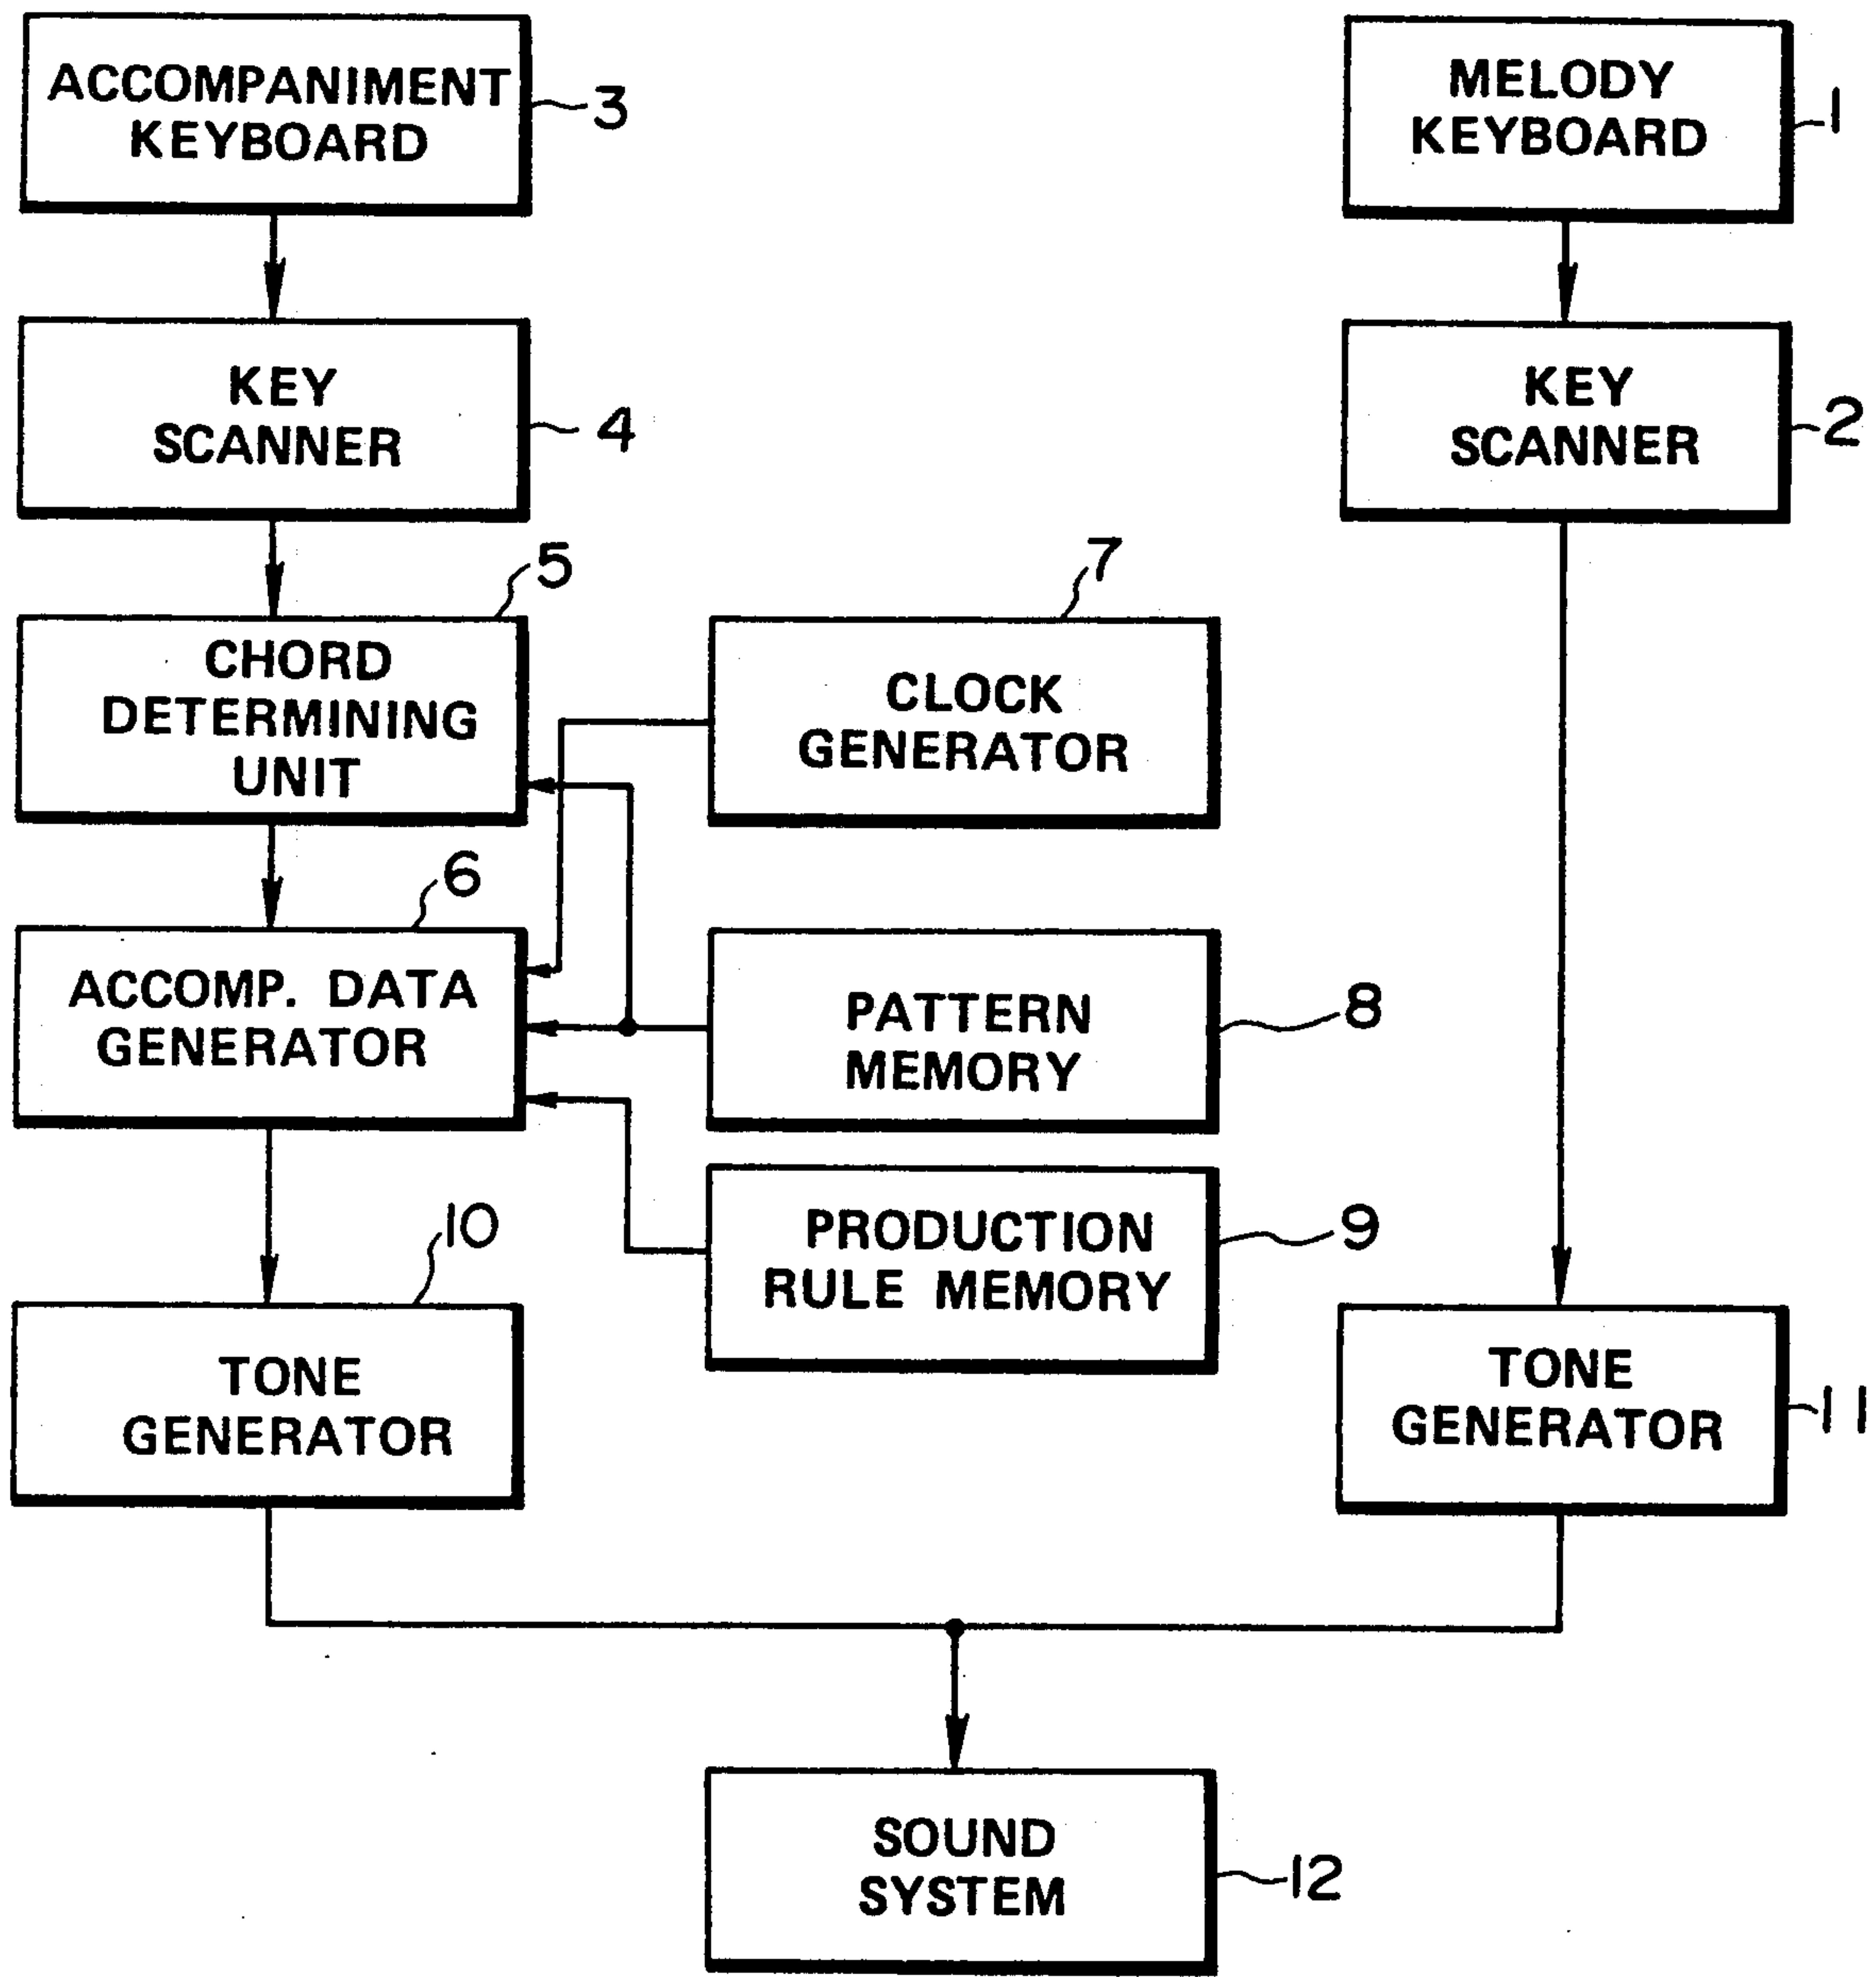 ACCOMPANIMENT
KEYBOARD
3
MELODY
KEYBOARD
1
KEY
SCANNER
4
KEY
SCANNER
2
5
CHORD
DETERMINING
UNIT
7
CLOCK
GENERATOR
6
ACCOMP. DATA
GENERATOR
PATTERN
MEMORY
8
PRODUCTION
RULE MEMORY
9
10
TONE
GENERATOR
TONE
GENERATOR
11
SOUND
SYSTEM
12